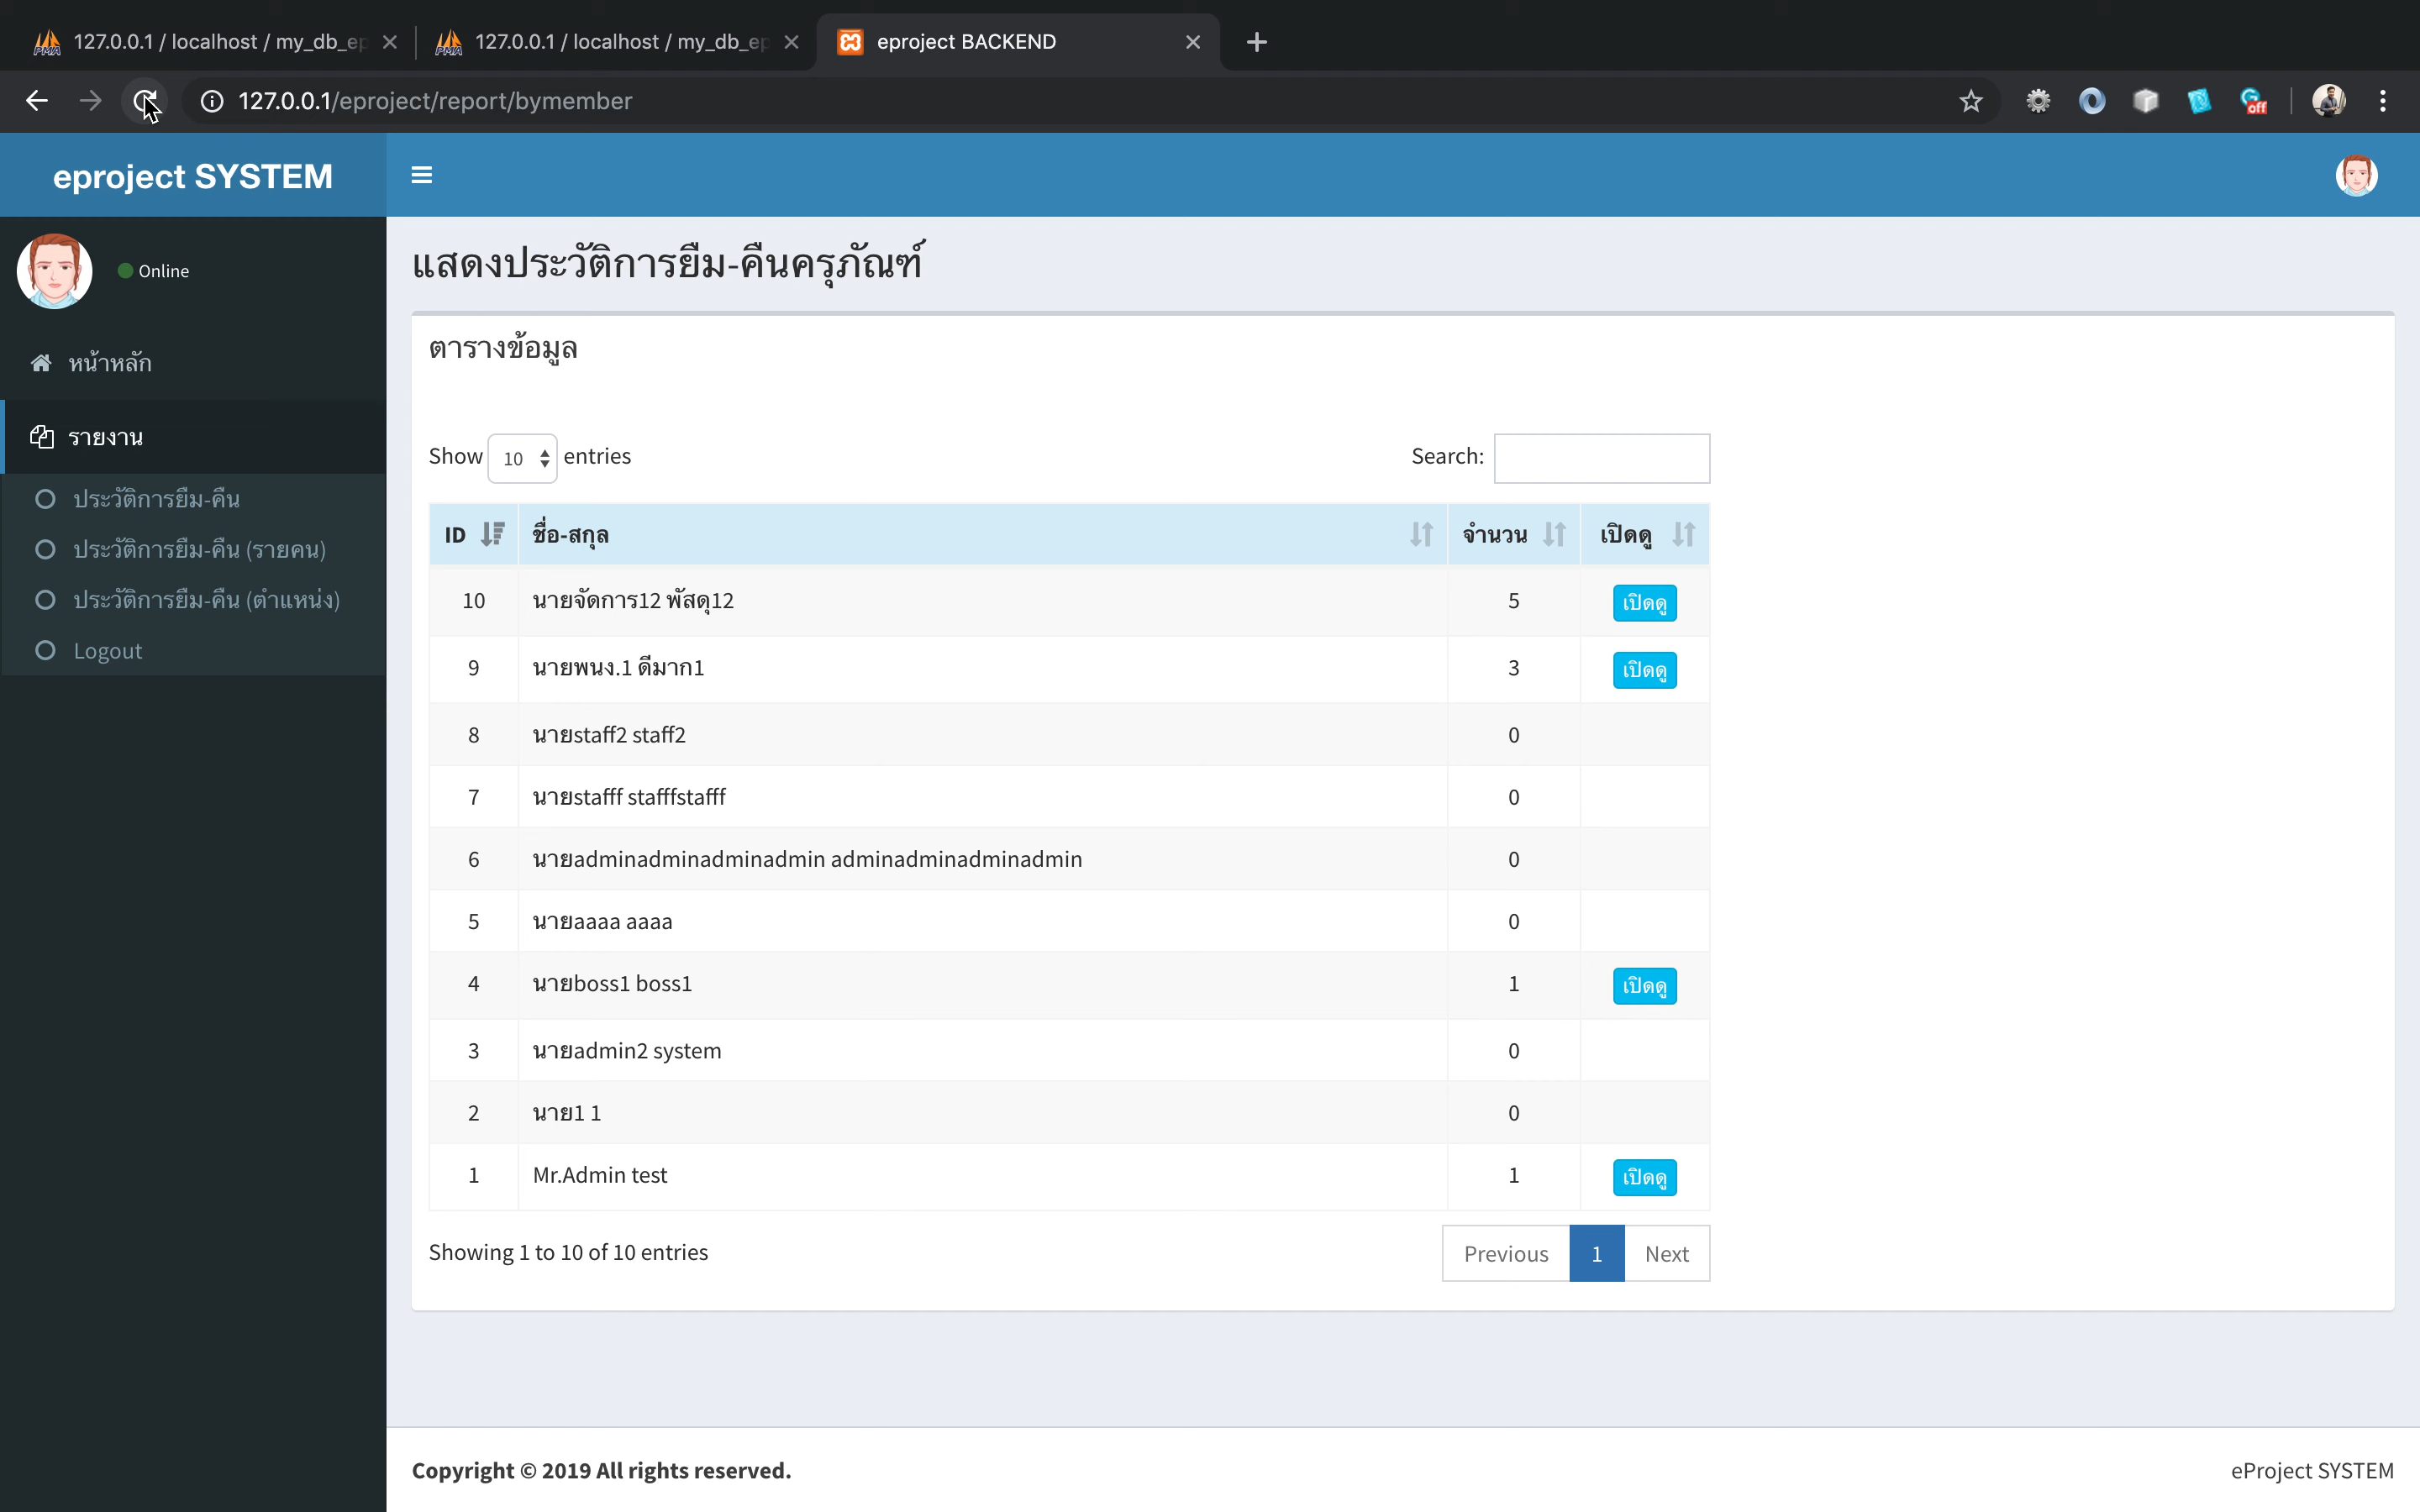 127.0.0.1 / localhost / my_db_ep
127.0.0.1 / localhost / my_db_ep
eproject BACKEND
127.0.0.1/eproject/report/bymember
off
eproject SYSTEM
Online
หน้าหลัก
รายงาน
ประวัติการยืม-คืน
ประวัติการยืม-คืน (รายคน)
ประวัติการยืม-คืน (ตำแหน่ง)
Logout
แสดงประวัติการยืม-คืนครุภัณฑ์
ตารางข้อมูล
Show 10 entries
Search:
ID ชื่อ-สกุล จำนวน เปิดดู
10 นายจัดการ12 พัสดุ12 5 เปิดดู
9 นายพนง.1 ดีมาก1 3 เปิดดู
8 นายstaff2 staff2 0
7 นายstafff stafffstafff 0
6 นายadminadminadminadmin adminadminadminadmin 0
5 นายaaaa aaaa 0
4 นายboss1 boss1 1 เปิดดู
3 นายadmin2 system 0
2 นาย1 1 0
1 Mr.Admin test 1 เปิดดู
Showing 1 to 10 of 10 entries
Previous 1 Next
Copyright © 2019 All rights reserved.
eProject SYSTEM